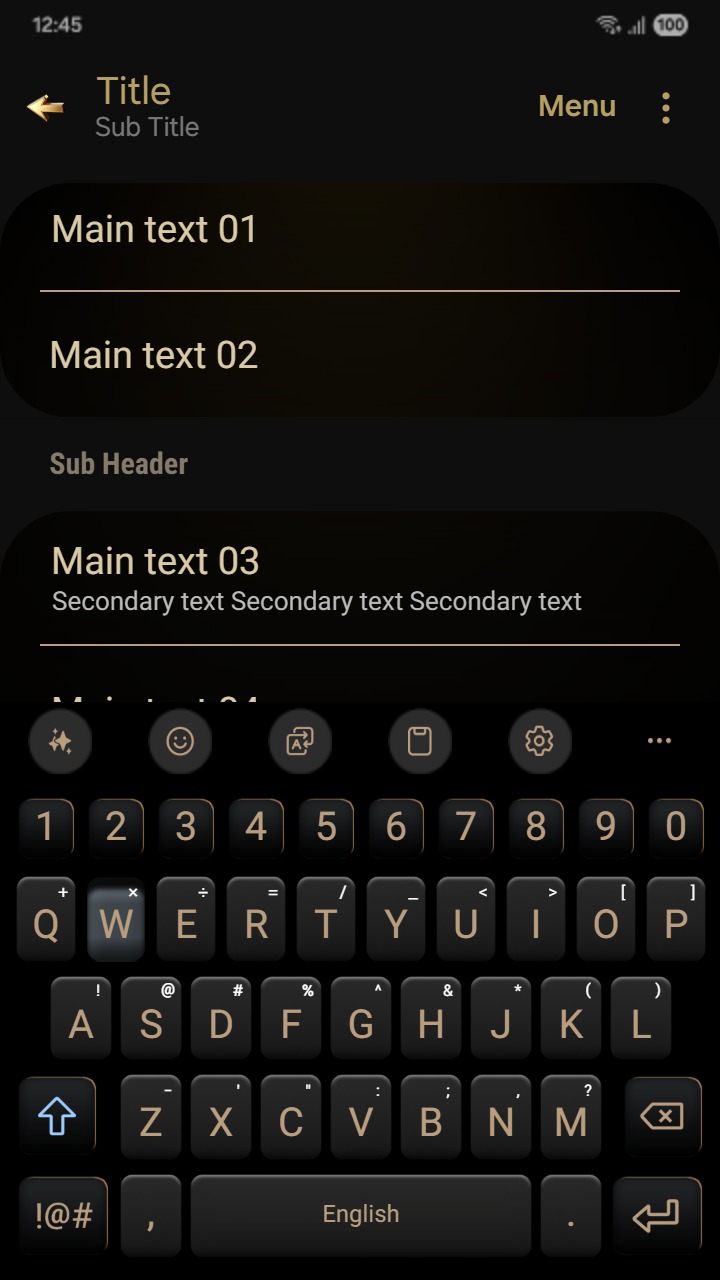 12:45
100
Title
Menu
Sub Title
Main text 01
Main text 02
Sub Header
Main text 03
Secondary text Secondary text Secondary text
1 2 3 4 5 6 7 8 9 0
+ × ÷ = / _ < > [ ]
Q W E R T Y U I O P
! @ # % ^ & * ( )
A S D F G H J K L
- ' " : ; , ?
Z X C V B N M
!@# , English .